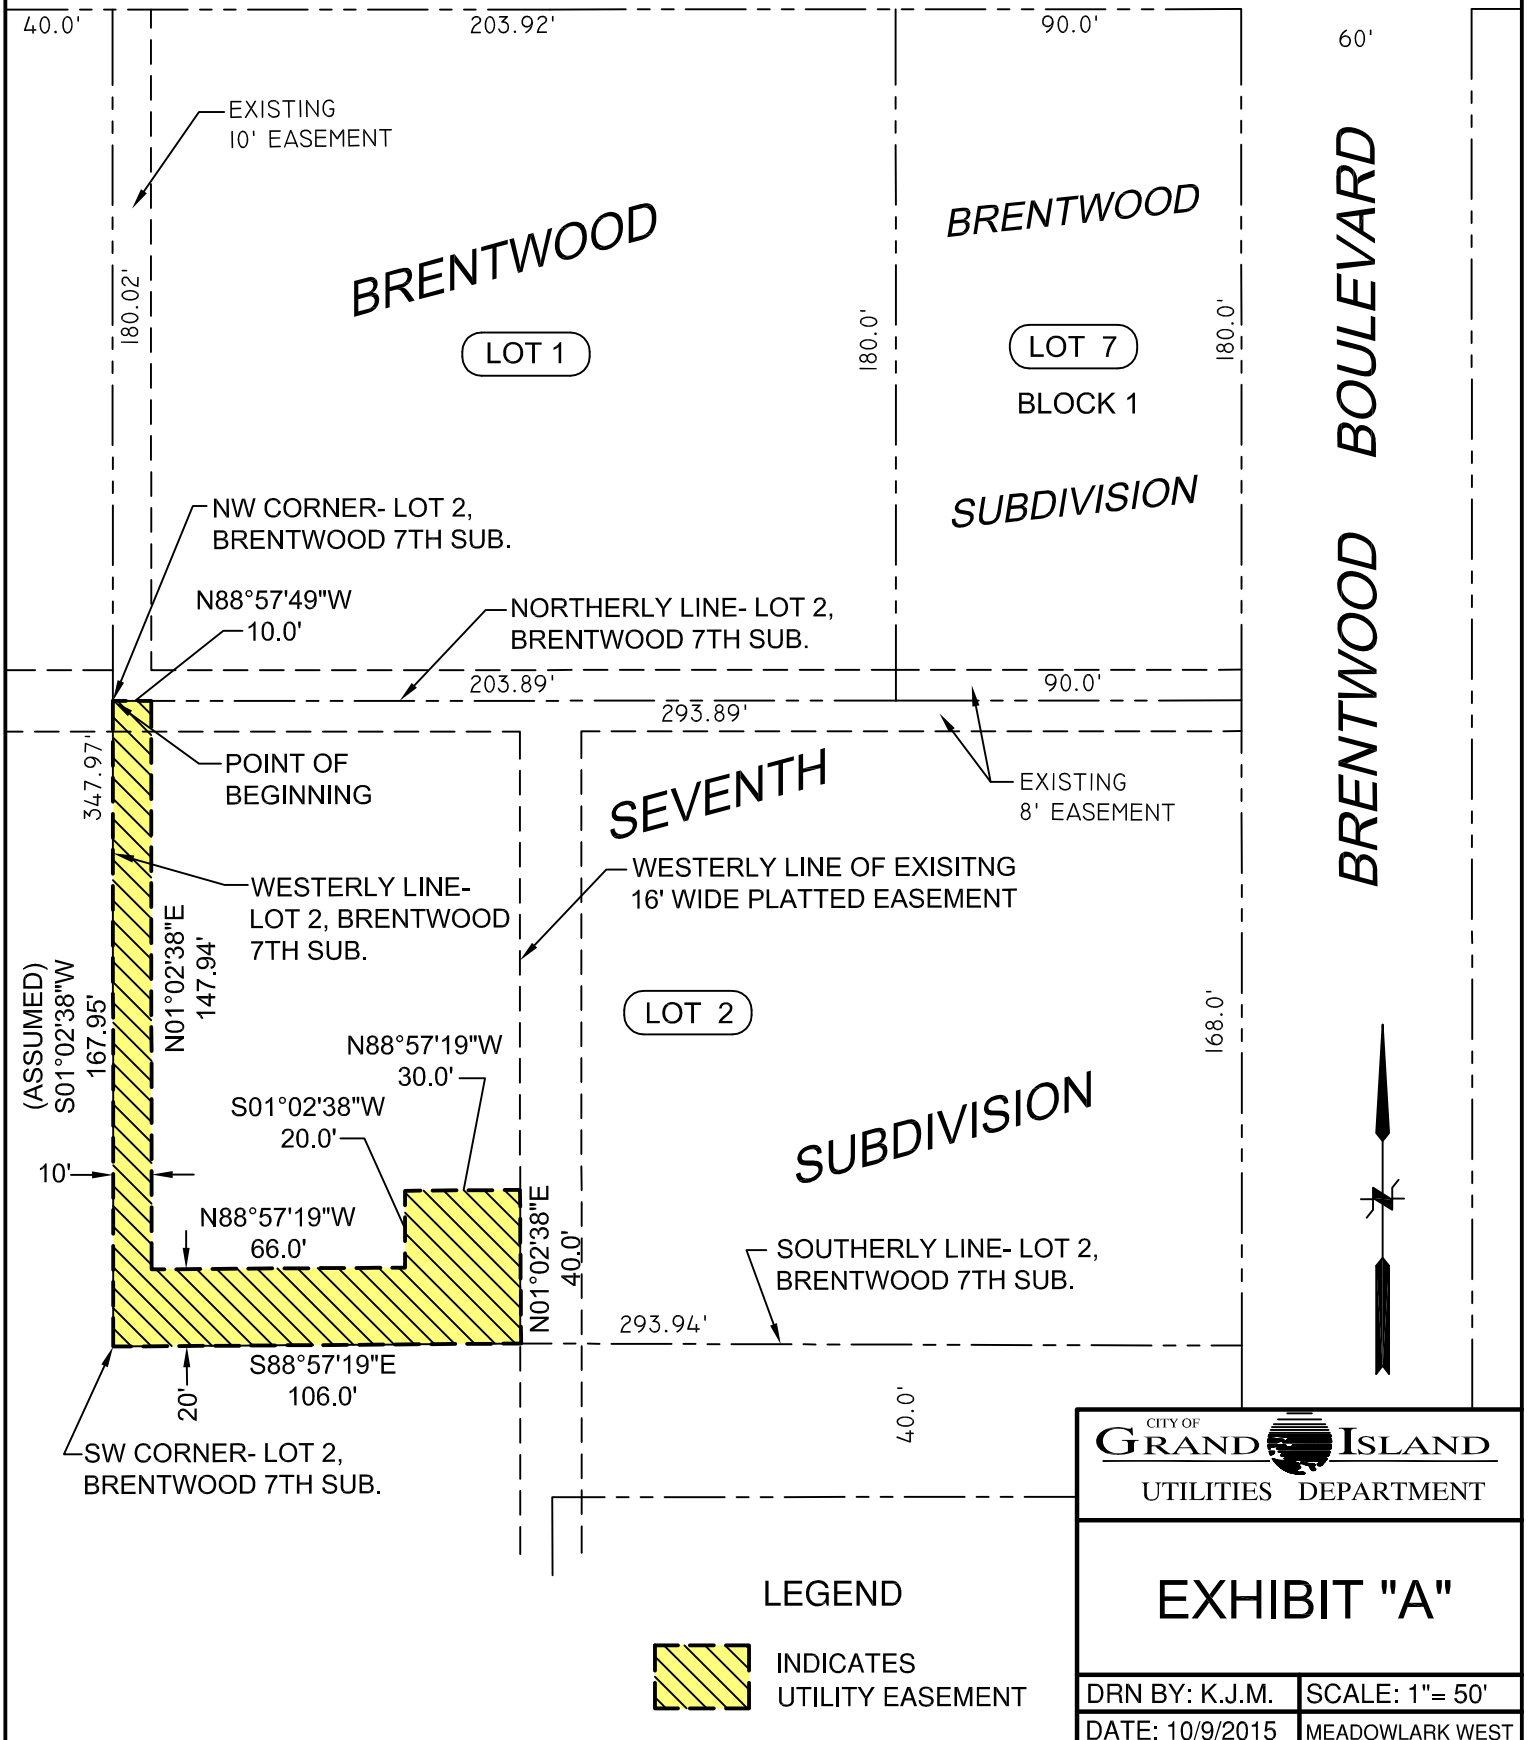 40.0'
203.92'
90.0'
60'
EXISTING
10' EASEMENT
BRENTWOOD
BRENTWOOD
BRENTWOOD BOULEVARD
180.02'
180.0'
180.0'
LOT 1
LOT 7
BLOCK 1
SUBDIVISION
NW CORNER- LOT 2,
BRENTWOOD 7TH SUB.
N88°57'49"W
10.0'
NORTHERLY LINE- LOT 2,
BRENTWOOD 7TH SUB.
203.89'
90.0'
293.89'
347.97'
POINT OF
BEGINNING
SEVENTH
EXISTING
8' EASEMENT
WESTERLY LINE OF EXISITNG
16' WIDE PLATTED EASEMENT
WESTERLY LINE-
LOT 2, BRENTWOOD
7TH SUB.
(ASSUMED)
S01°02'38"W
167.95'
N01°02'38"E
147.94'
LOT 2
168.0'
N88°57'19"W
30.0'
S01°02'38"W
20.0'
SUBDIVISION
10'
N88°57'19"W
66.0'
N01°02'38"E
40.0'
SOUTHERLY LINE- LOT 2,
BRENTWOOD 7TH SUB.
293.94'
S88°57'19"E
106.0'
20'
40.0'
SW CORNER- LOT 2,
BRENTWOOD 7TH SUB.
CITY OF
GRAND ISLAND
UTILITIES DEPARTMENT
EXHIBIT "A"
LEGEND
INDICATES
UTILITY EASEMENT
DRN BY: K.J.M.
SCALE: 1"= 50'
DATE: 10/9/2015
MEADOWLARK WEST